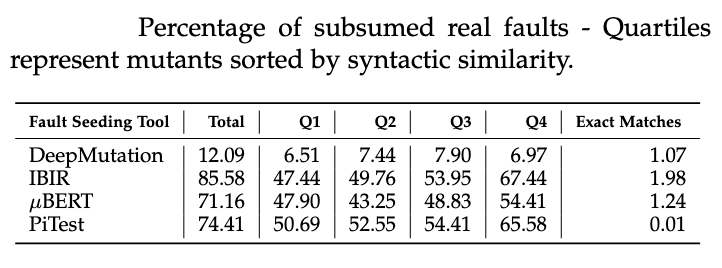 Percentage of subsumed real faults - Quartiles
represent mutants sorted by syntactic similarity.
Fault Seeding Tool Total Q1 Q2 Q3 Q4 Exact Matches
DeepMutation 12.09 6.51 7.44 7.90 6.97 1.07
IBIR 85.58 47.44 49.76 53.95 67.44 1.98
μBERT 71.16 47.90 43.25 48.83 54.41 1.24
PiTest 74.41 50.69 52.55 54.41 65.58 0.01